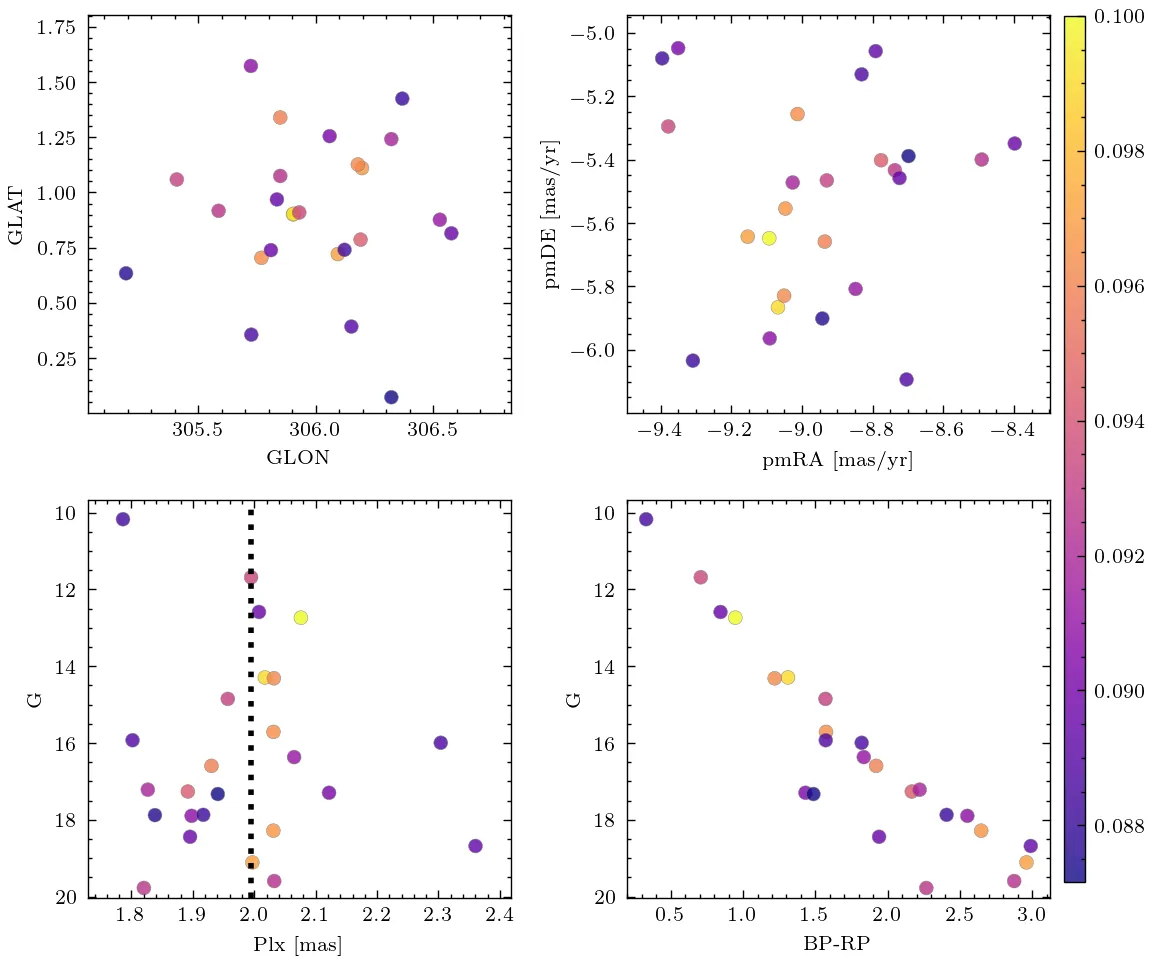 1.75
1.50
1.25
1.00
0.75
0.50
0.25
GLAT
305.5 306.0 306.5
GLON
−5.0
−5.2
−5.4
−5.6
−5.8
−6.0
pmDE [mas/yr]
−9.4 −9.2 −9.0 −8.8 −8.6 −8.4
pmRA [mas/yr]
10
12
14
16
18
20
G
1.8 1.9 2.0 2.1 2.2 2.3 2.4
Plx [mas]
10
12
14
16
18
20
G
0.5 1.0 1.5 2.0 2.5 3.0
BP-RP
0.100
0.098
0.096
0.094
0.092
0.090
0.088